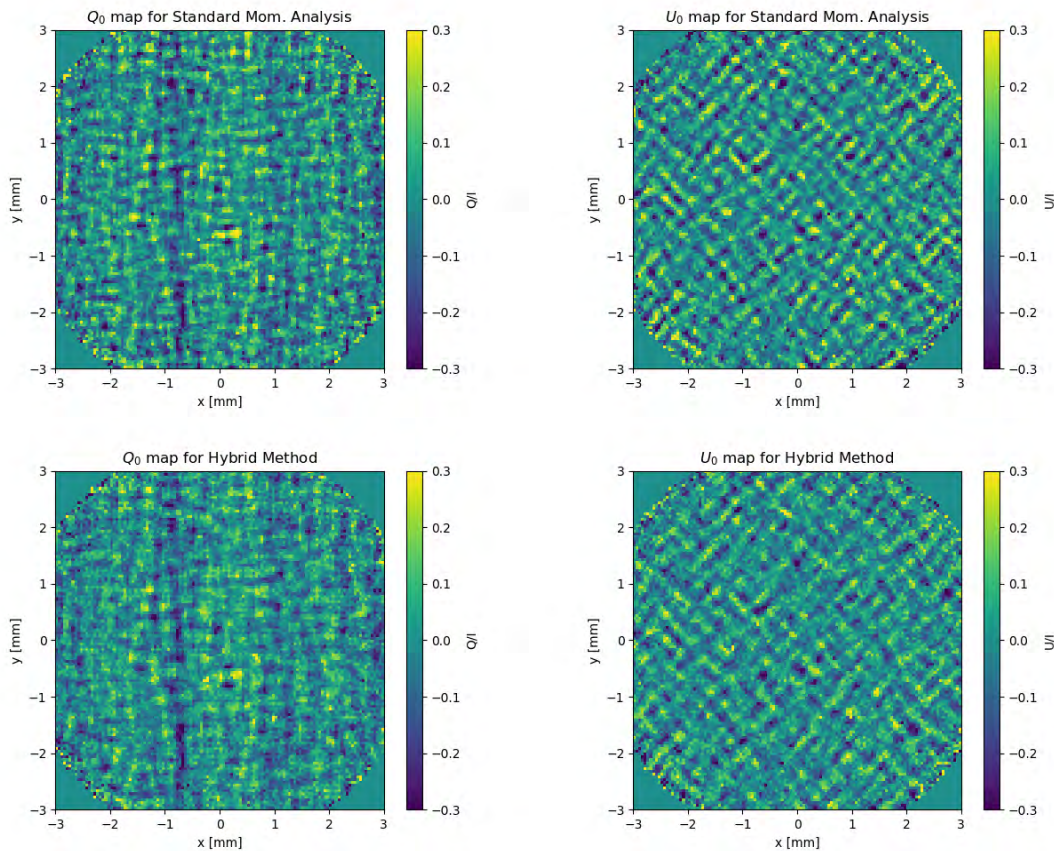 Q₀ map for Standard Mom. Analysis
3
2
1
0
−1
−2
−3
y [mm]
−3 −2 −1 0 1 2 3
x [mm]
0.3
0.2
0.1
0.0
−0.1
−0.2
−0.3
Q/I
U₀ map for Standard Mom. Analysis
3
2
1
0
−1
−2
−3
y [mm]
−3 −2 −1 0 1 2 3
x [mm]
0.3
0.2
0.1
0.0
−0.1
−0.2
−0.3
U/I
Q₀ map for Hybrid Method
3
2
1
0
−1
−2
−3
y [mm]
−3 −2 −1 0 1 2 3
x [mm]
0.3
0.2
0.1
0.0
−0.1
−0.2
−0.3
Q/I
U₀ map for Hybrid Method
3
2
1
0
−1
−2
−3
y [mm]
−3 −2 −1 0 1 2 3
x [mm]
0.3
0.2
0.1
0.0
−0.1
−0.2
−0.3
U/I